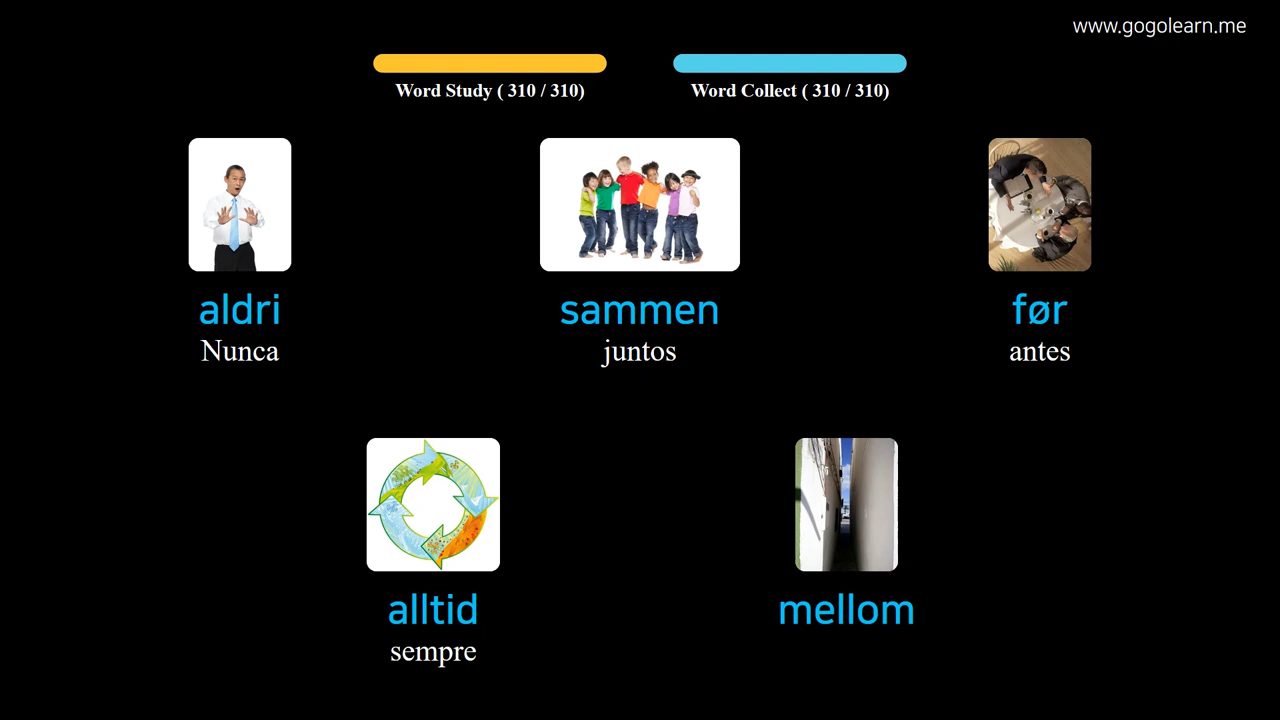 www.gogolearn.me
Word Study ( 310 / 310)
Word Collect ( 310 / 310)
aldri
Nunca
sammen
juntos
før
antes
alltid
sempre
mellom